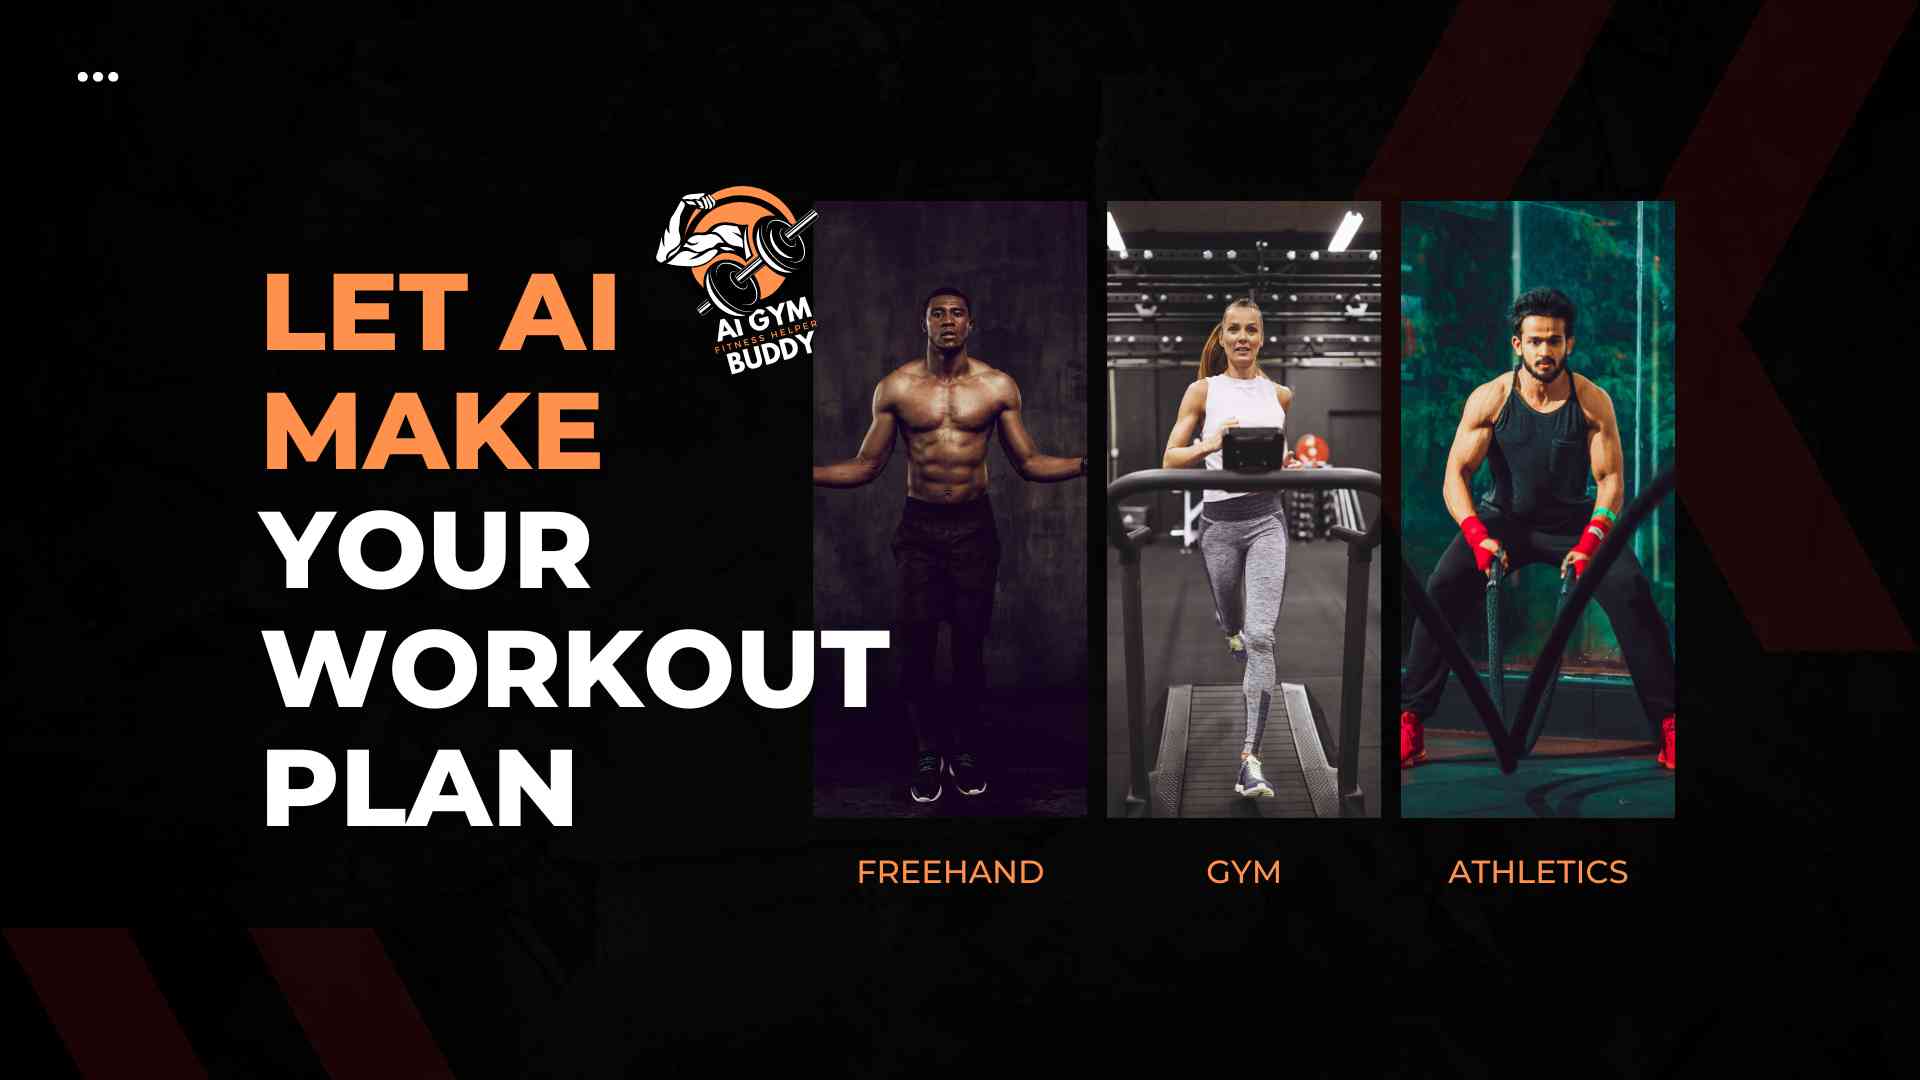 LET AI
MAKE
YOUR
WORKOUT
PLAN
AI GYM
FITNESS HELPER
BUDDY
FREEHAND
GYM
ATHLETICS